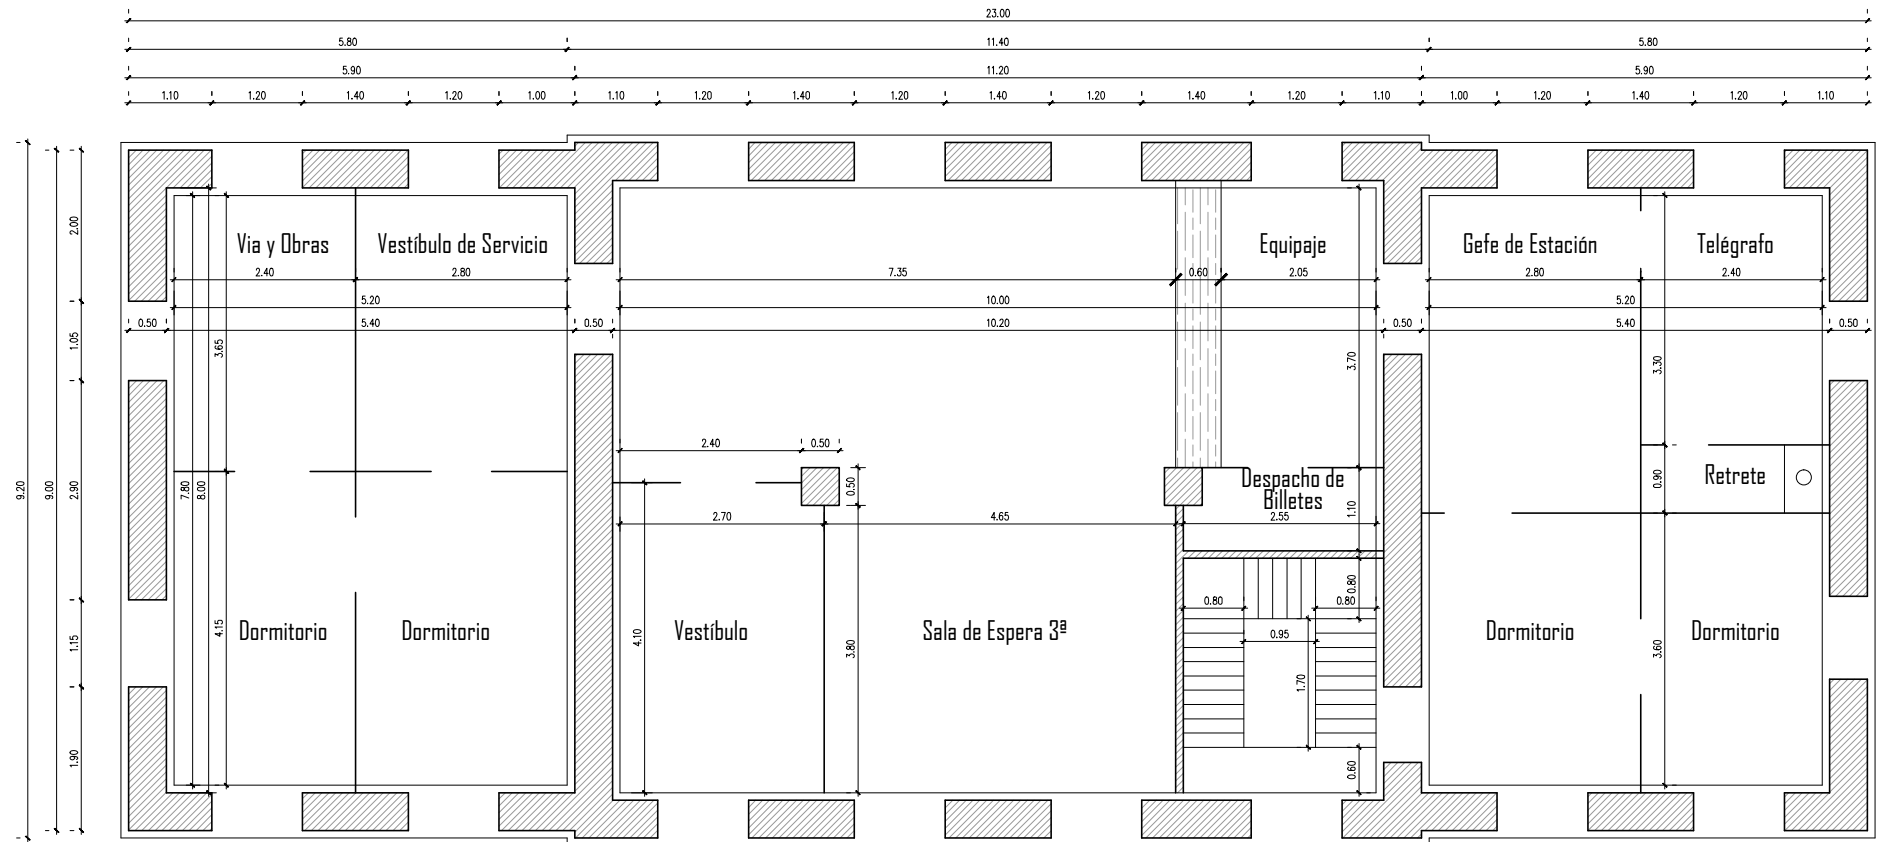 23.00
5.80 11.40 5.80
5.90 11.20 5.90
1.10 1.20 1.40 1.20 1.00 1.10 1.20 1.40 1.20 1.40 1.20 1.40 1.20 1.10 1.00 1.20 1.40 1.20 1.10
9.20
9.00
2.00
1.05
2.90
1.15
1.90
Via y Obras
Vestíbulo de Servicio
Equipaje
Gefe de Estación
Telégrafo
2.40 2.80 7.35 0.60 2.05 2.80 2.40
5.20 10.00 5.20
0.50 5.40 0.50 10.20 0.50 5.40 0.50
3.65
3.70
3.30
2.40 0.50
7.80
8.00
0.50
Despacho de
Billetes
1.10
Retrete
0.90
2.70 4.65 2.55
0.80
0.80 0.80
0.95
4.15
4.10
3.80
1.70
3.60
0.60
Dormitorio
Dormitorio
Vestíbulo
Sala de Espera 3ª
Dormitorio
Dormitorio